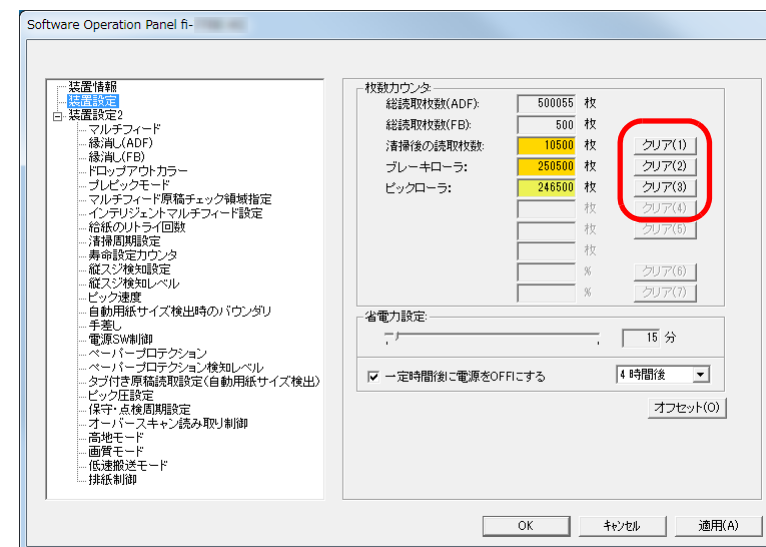 Software Operation Panel fi-
装置情報
装置設定
装置設定2
マルチフィード
縁消し(ADF)
縁消し(FB)
ドロップアウトカラー
プレピックモード
マルチフィード原稿チェック領域指定
インテリジェントマルチフィード設定
給紙のリトライ回数
清掃周期設定
寿命設定カウンタ
縦スジ検知設定
縦スジ検知レベル
ピック速度
自動用紙サイズ検出時のバウンダリ
手差し
電源SW制御
ペーパープロテクション
ペーパープロテクション検知レベル
タブ付き原稿読取設定(自動用紙サイズ検出)
ピック圧設定
保守・点検周期設定
オーバースキャン読み取り制御
高地モード
画質モード
低速搬送モード
排紙制御
枚数カウンタ
総読取枚数(ADF): 500055 枚
総読取枚数(FB): 500 枚
清掃後の読取枚数: 10500 枚 クリア(1)
ブレーキローラ: 250500 枚 クリア(2)
ピックローラ: 246500 枚 クリア(3)
枚 クリア(4)
枚 クリア(5)
枚
% クリア(6)
% クリア(7)
省電力設定:
15 分
一定時間後に電源をOFFにする 4 時間後
オフセット(O)
OK キャンセル 適用(A)